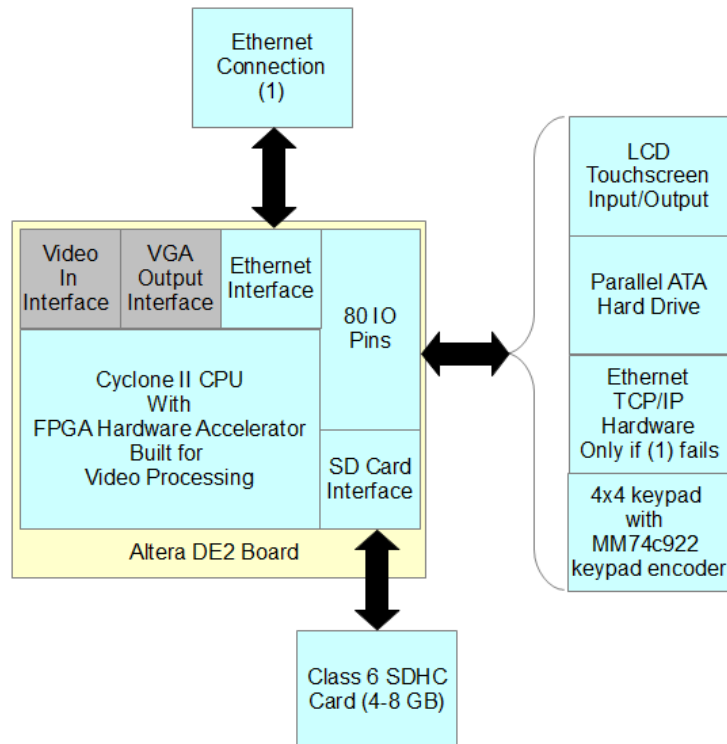 Ethernet
Connection
(1)
Video
In
Interface
VGA
Output
Interface
Ethernet
Interface
80 IO
Pins
Cyclone II CPU
With
FPGA Hardware Accelerator
Built for
Video Processing
SD Card
Interface
Altera DE2 Board
Class 6 SDHC
Card (4-8 GB)
LCD
Touchscreen
Input/Output
Parallel ATA
Hard Drive
Ethernet
TCP/IP
Hardware
Only if (1) fails
4x4 keypad
with
MM74c922
keypad encoder